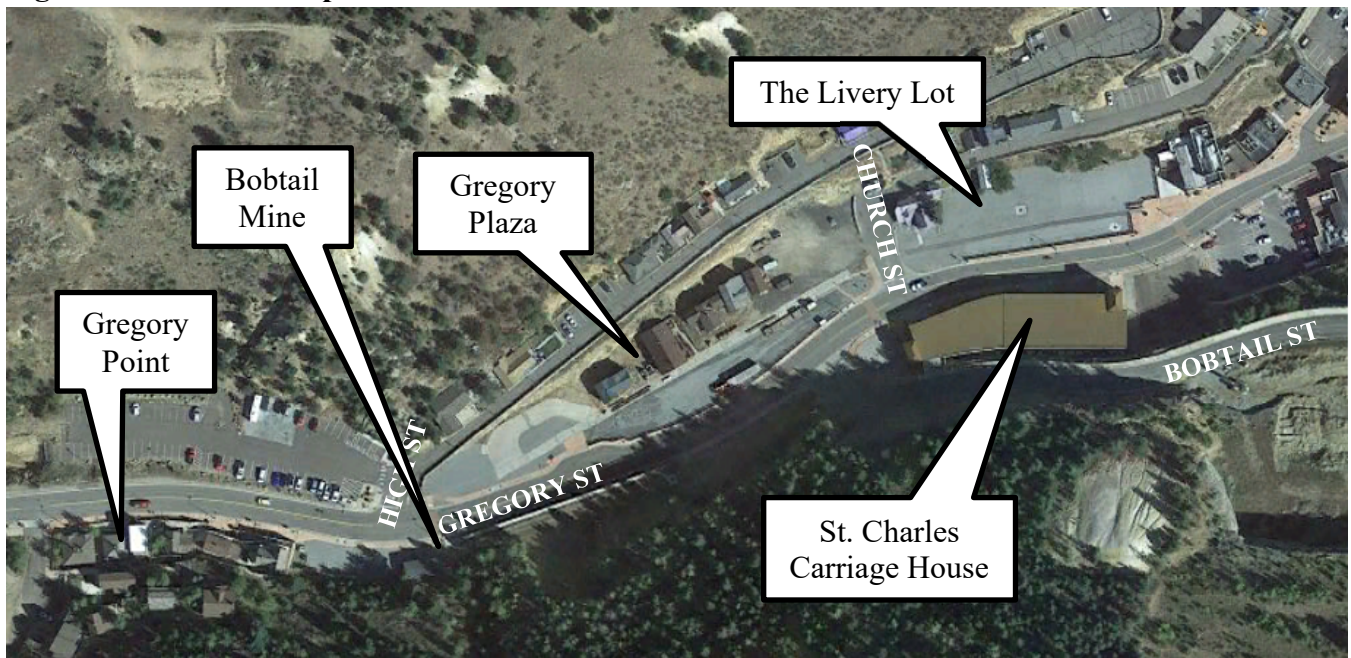 The Livery Lot
CHURCH ST
Bobtail
Mine
Gregory
Plaza
Gregory
Point
BOBTAIL ST
ST
GREGORY ST
St. Charles
Carriage House